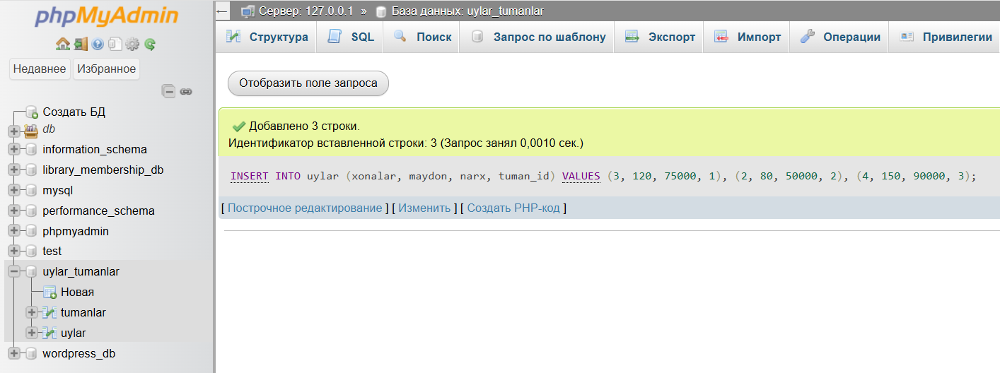 phpMyAdmin
Недавнее Избранное
Создать БД
db
information_schema
library_membership_db
mysql
performance_schema
phpmyadmin
test
uylar_tumanlar
Новая
tumanlar
uylar
wordpress_db
← Сервер: 127.0.0.1 » База данных: uylar_tumanlar
Структура SQL Поиск Запрос по шаблону Экспорт Импорт Операции Привилегии
Отобразить поле запроса
Добавлено 3 строки.
Идентификатор вставленной строки: 3 (Запрос занял 0,0010 сек.)
INSERT INTO uylar (xonalar, maydon, narx, tuman_id) VALUES (3, 120, 75000, 1), (2, 80, 50000, 2), (4, 150, 90000, 3);
[ Построчное редактирование ] [ Изменить ] [ Создать PHP-код ]